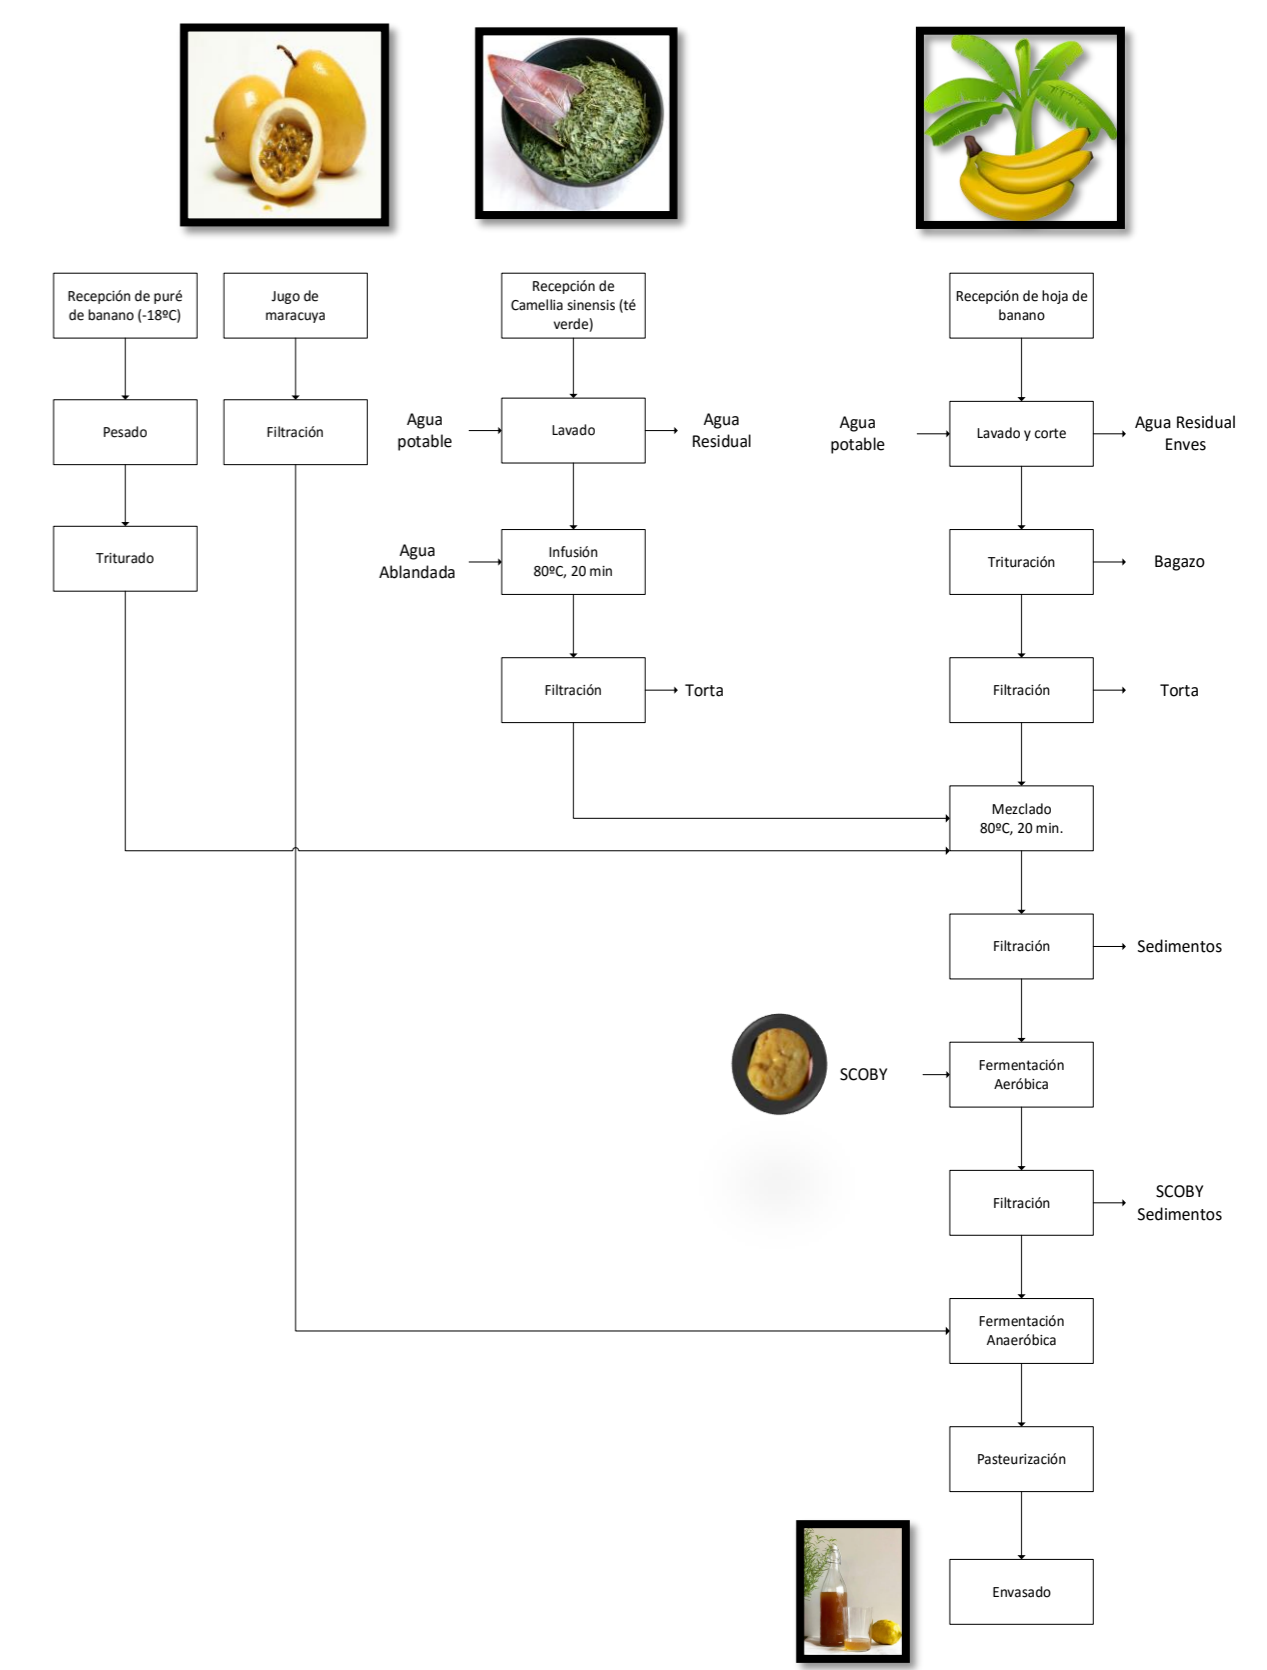 Recepción de puré
de banano (-18ºC)
Jugo de
maracuya
Recepción de
Camellia sinensis (té
verde)
Recepción de hoja de
banano
Pesado
Filtración
Agua
potable
Lavado
Agua
Residual
Agua
potable
Lavado y corte
Agua Residual
Enves
Triturado
Agua
Ablandada
Infusión
80ºC, 20 min
Trituración
Bagazo
Filtración
Torta
Filtración
Torta
Mezclado
80ºC, 20 min.
Filtración
Sedimentos
SCOBY
Fermentación
Aeróbica
Filtración
SCOBY
Sedimentos
Fermentación
Anaeróbica
Pasteurización
Envasado